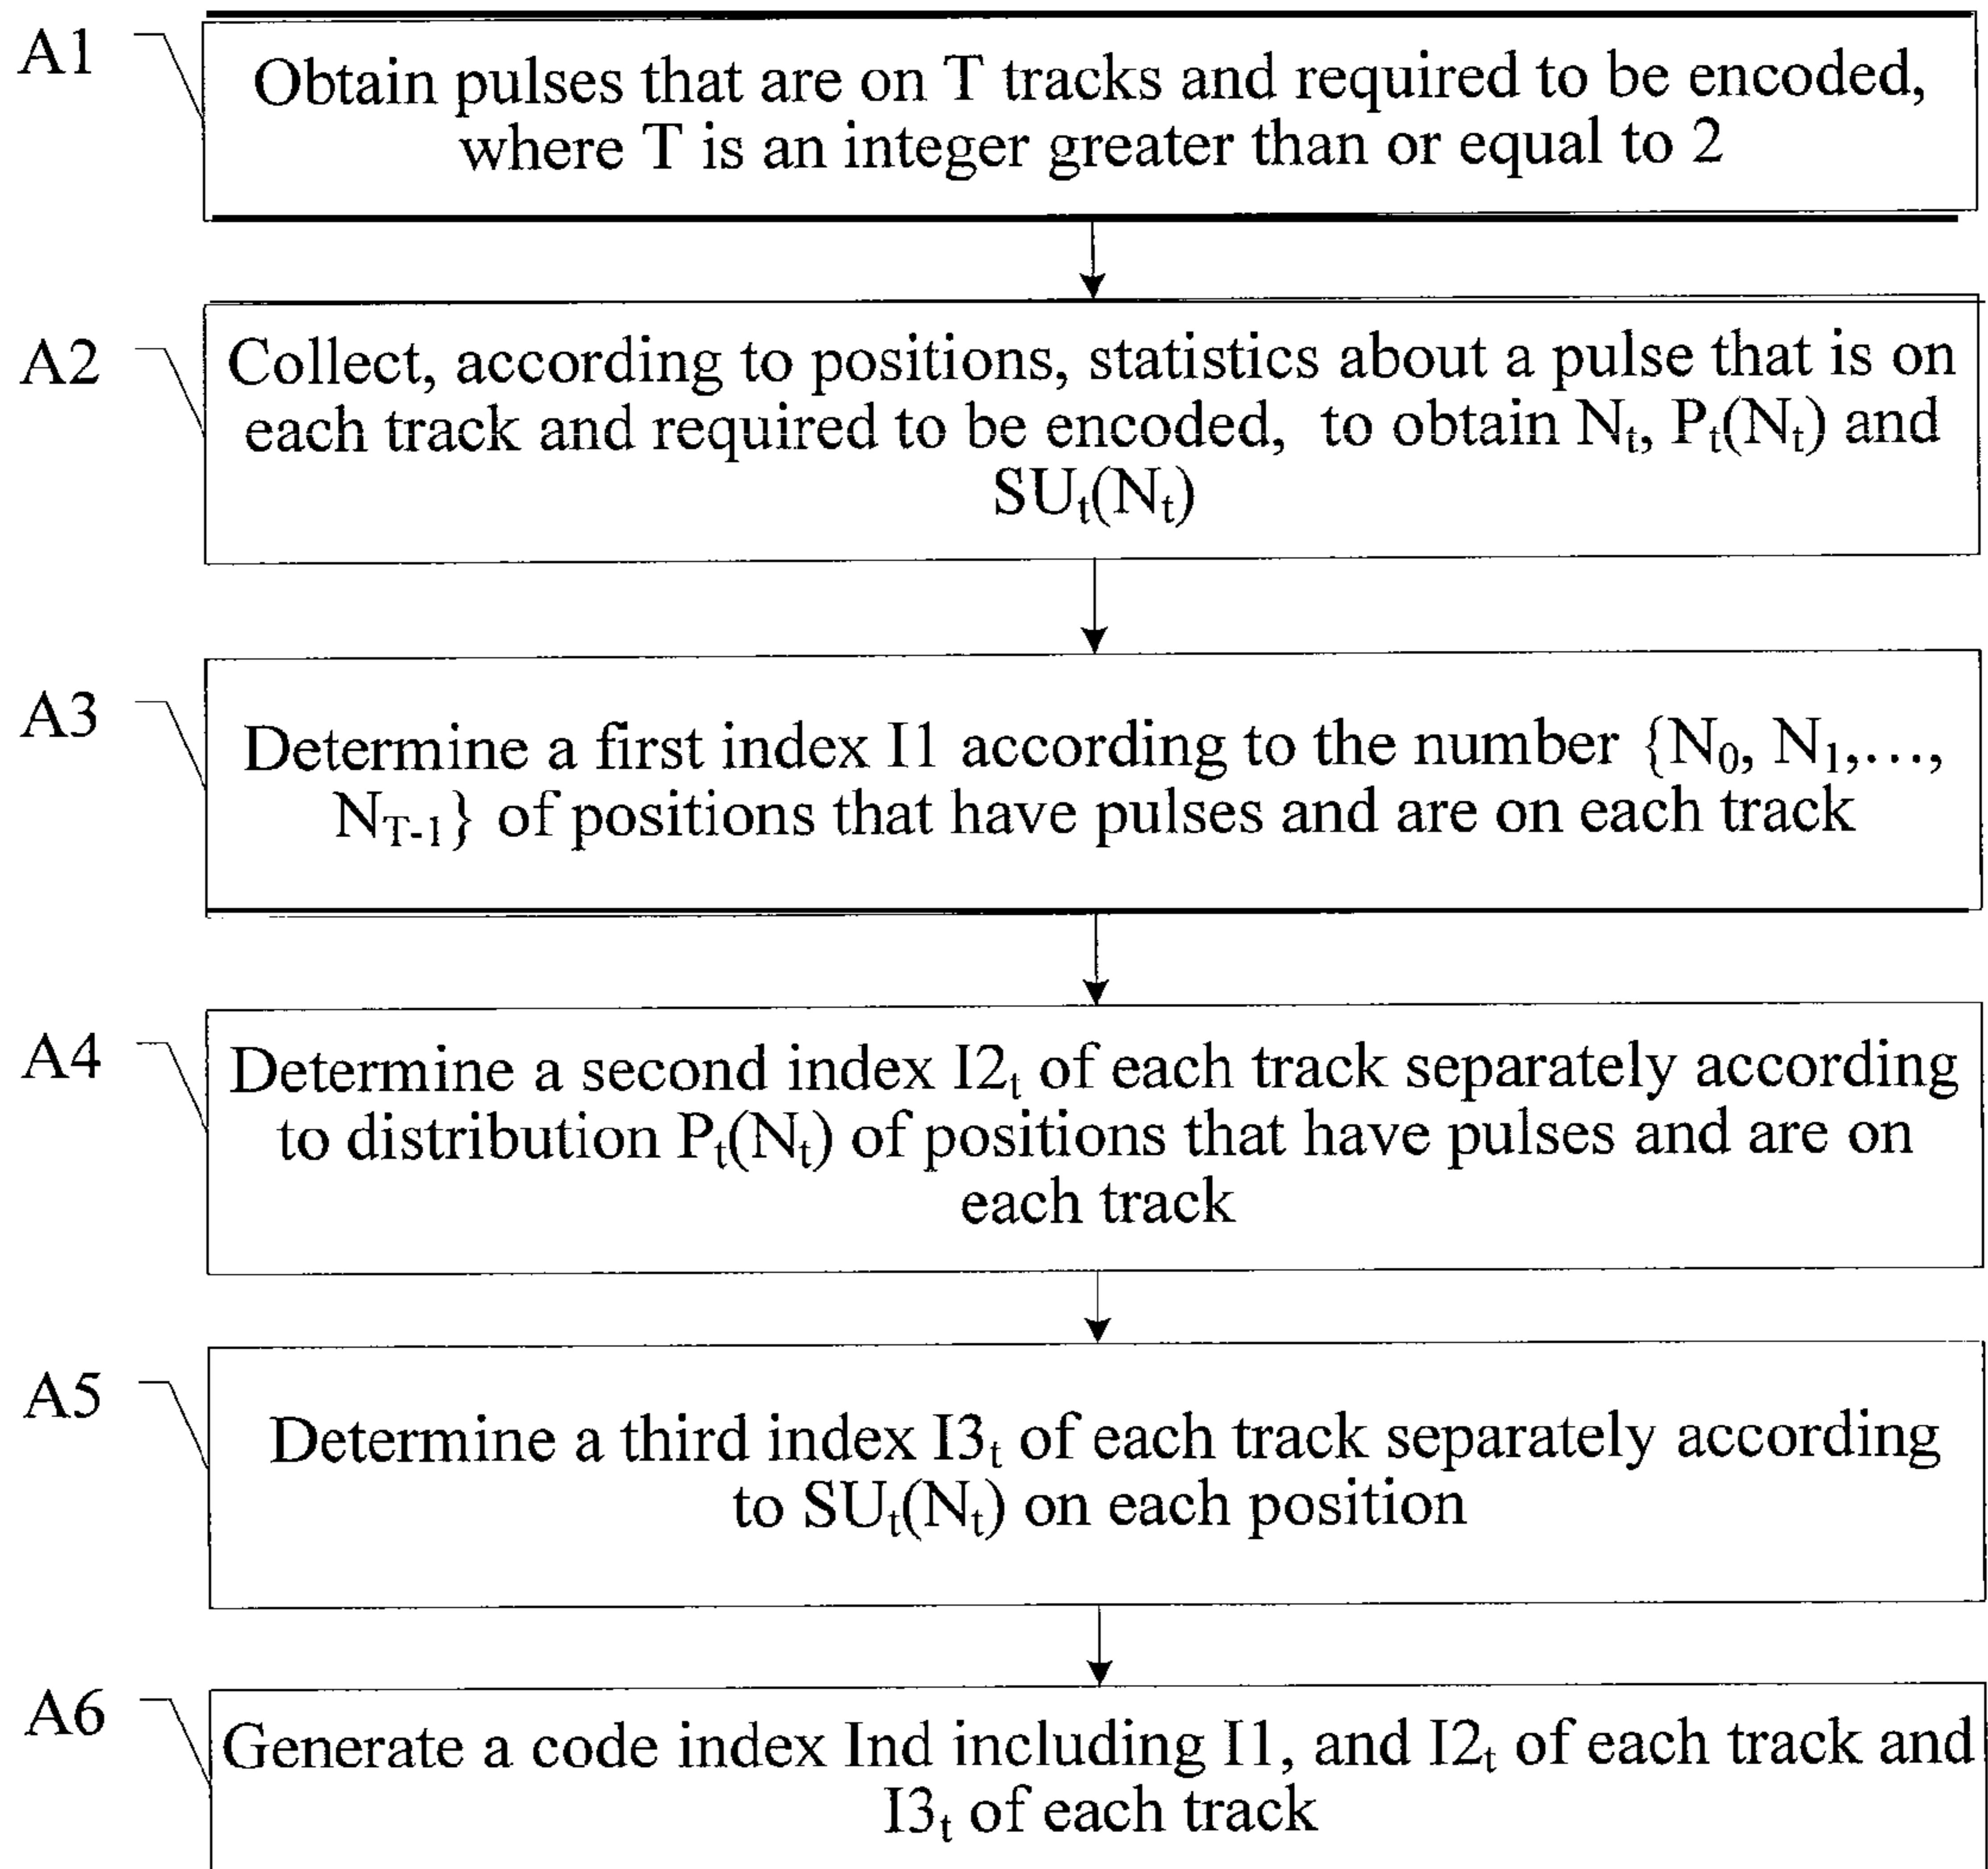 A1
Obtain pulses that are on T tracks and required to be encoded,
where T is an integer greater than or equal to 2
A2
Collect, according to positions, statistics about a pulse that is on
each track and required to be encoded, to obtain Nₜ, Pₜ(Nₜ) and
SUₜ(Nₜ)
A3
Determine a first index I1 according to the number {N₀, N₁,…,
N_T-1} of positions that have pulses and are on each track
A4
Determine a second index I2ₜ of each track separately according
to distribution Pₜ(Nₜ) of positions that have pulses and are on
each track
A5
Determine a third index I3ₜ of each track separately according
to SUₜ(Nₜ) on each position
A6
Generate a code index Ind including I1, and I2ₜ of each track and
I3ₜ of each track